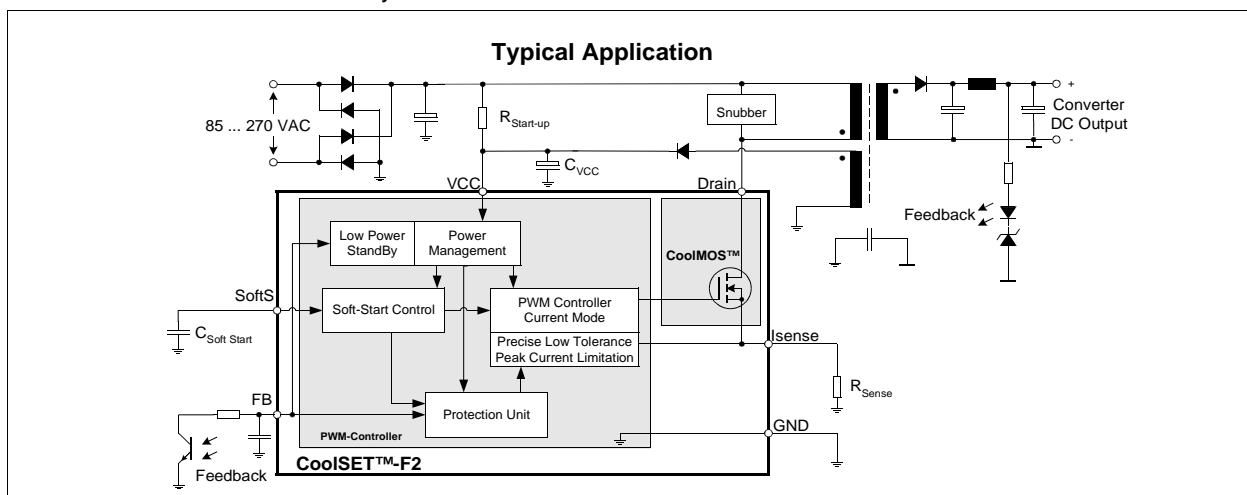 Typical Application
85 ... 270 VAC
RStart-up
Snubber
+
Converter
DC Output
-
CVCC
VCC
Drain
Feedback
Low Power
StandBy
Power
Management
CoolMOS™
SoftS
Soft-Start Control
PWM Controller
Current Mode
CSoft Start
Precise Low Tolerance
Peak Current Limitation
Isense
RSense
FB
Protection Unit
GND
PWM-Controller
CoolSET™-F2
Feedback